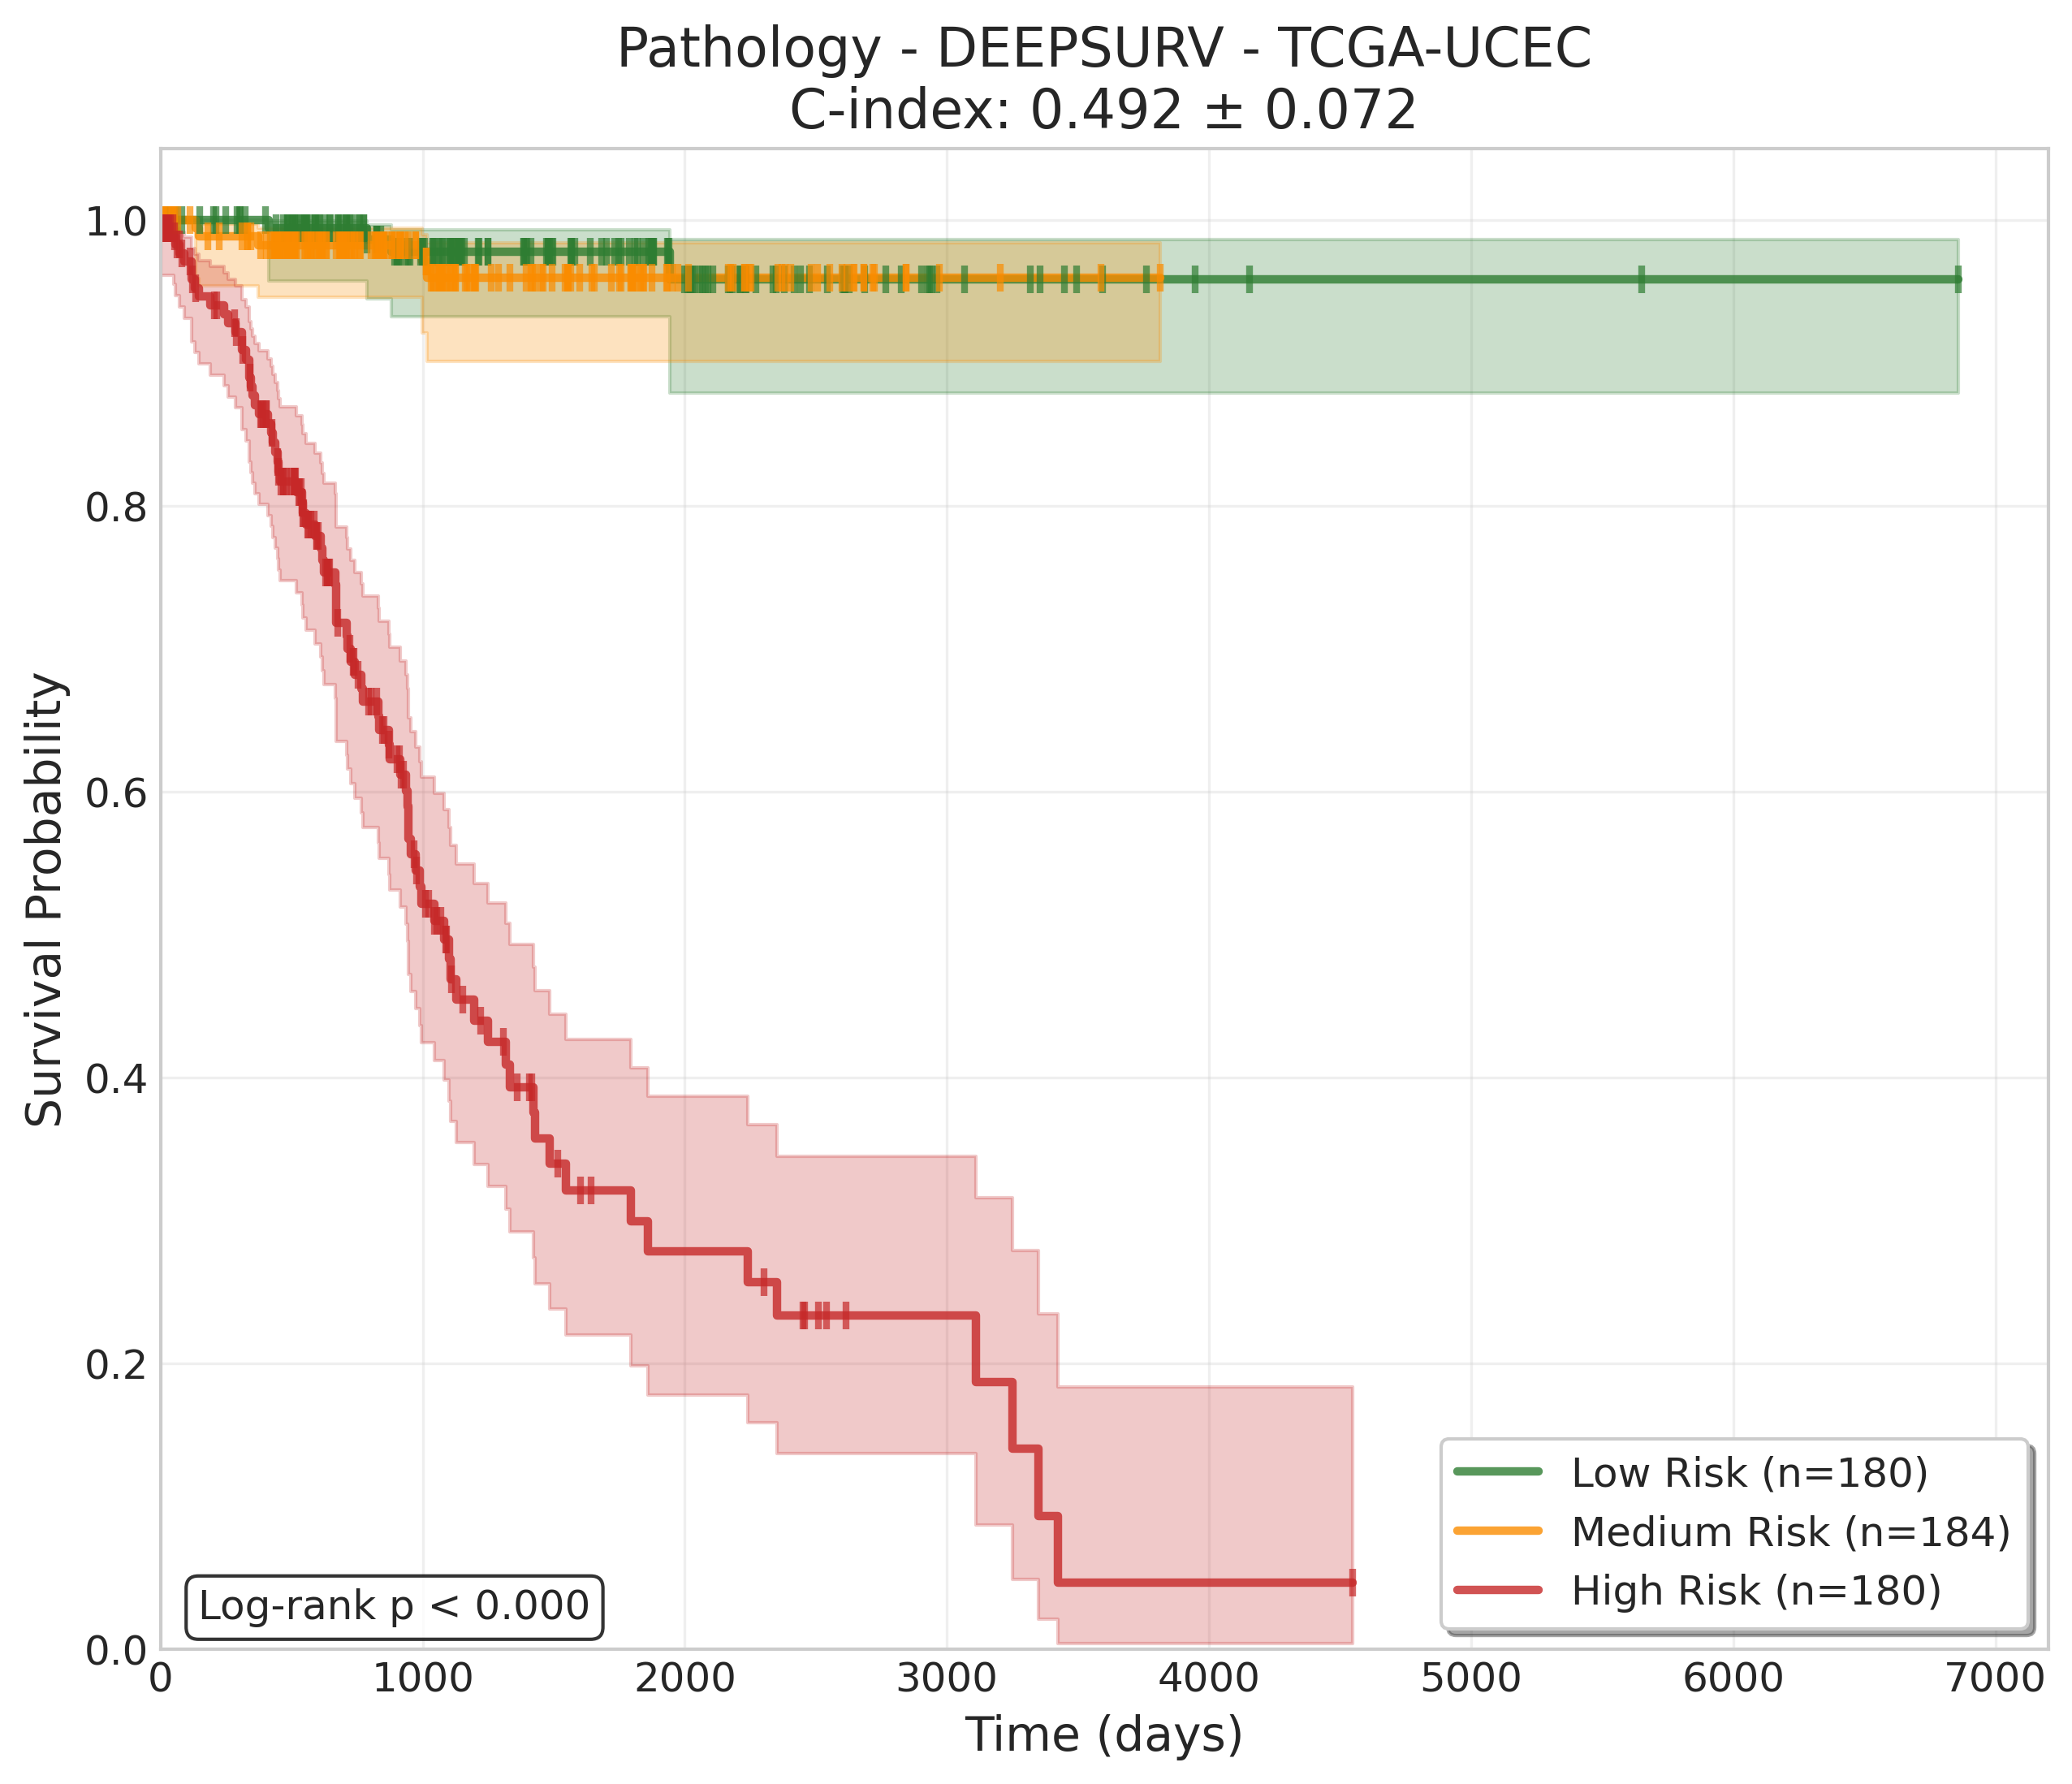 Pathology - DEEPSURV - TCGA-UCEC
C-index: 0.492 ± 0.072
Survival Probability
1.0
0.8
0.6
0.4
0.2
0.0
Log-rank p < 0.000
Low Risk (n=180)
Medium Risk (n=184)
High Risk (n=180)
0 1000 2000 3000 4000 5000 6000 7000
Time (days)